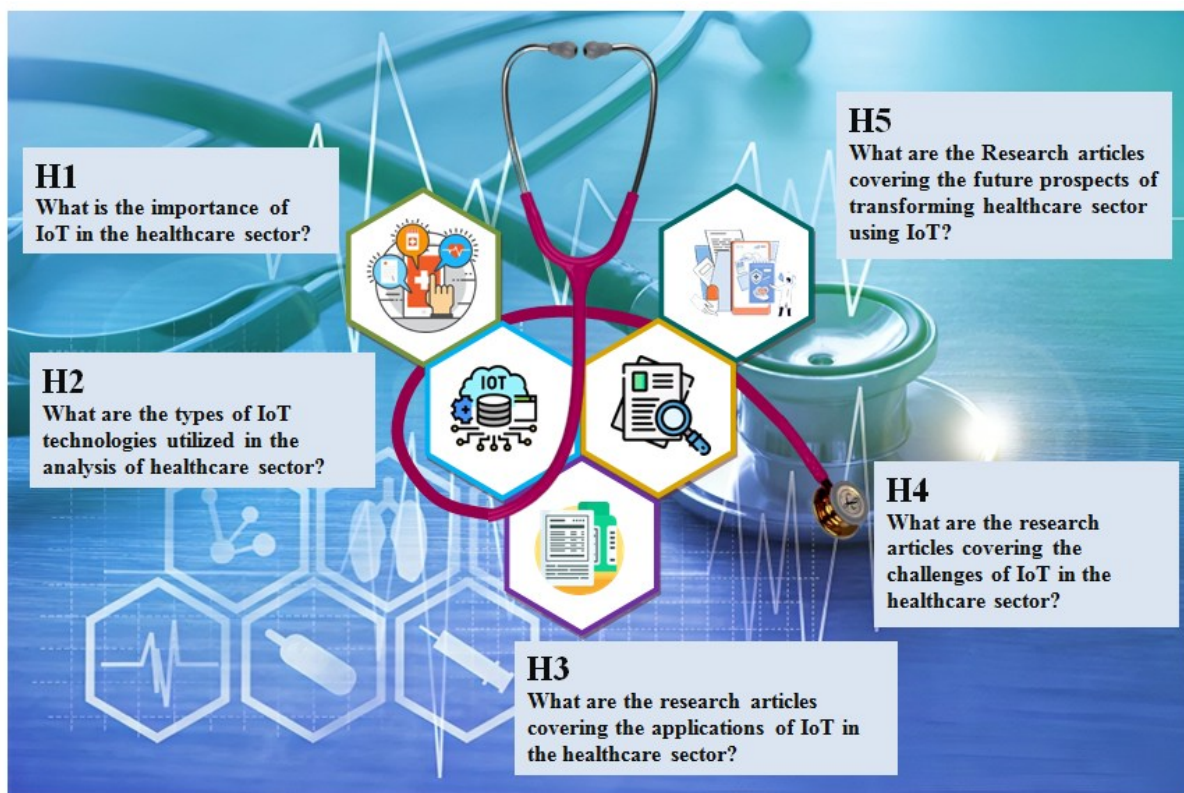 H1
What is the importance of
IoT in the healthcare sector?
H2
What are the types of IoT
technologies utilized in the
analysis of healthcare sector?
IOT
H3
What are the research articles
covering the applications of IoT in
the healthcare sector?
H4
What are the research
articles covering the
challenges of IoT in the
healthcare sector?
H5
What are the Research articles
covering the future prospects of
transforming healthcare sector
using IoT?